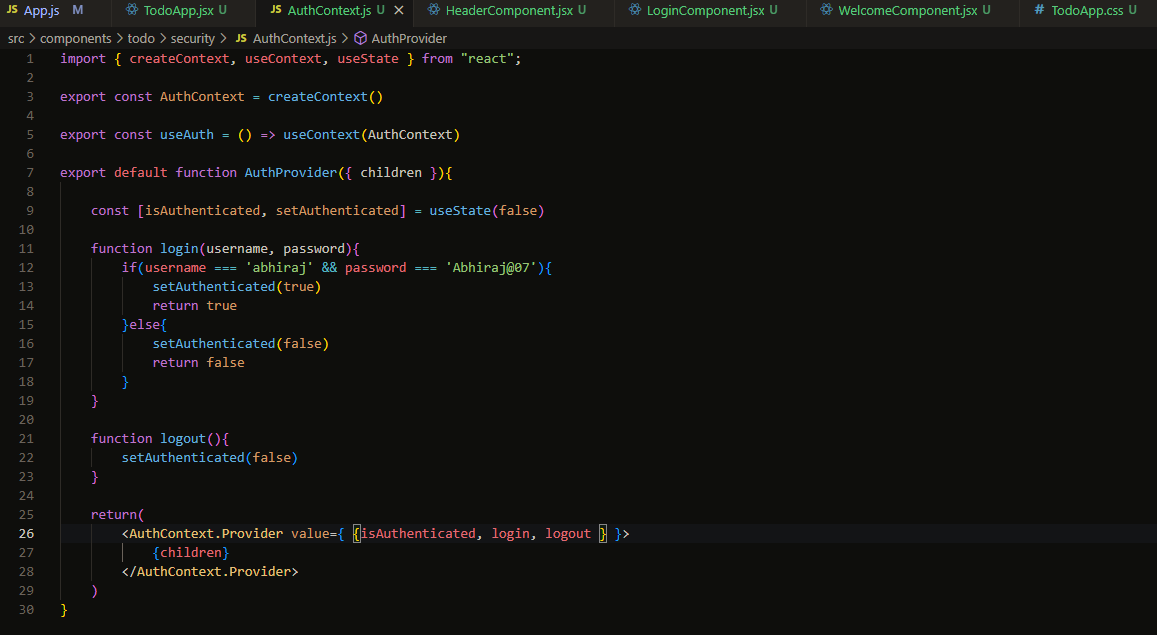 JS App.js M TodoApp.jsx U JS AuthContext.js U HeaderComponent.jsx U LoginComponent.jsx U WelcomeComponent.jsx U # TodoApp.css U
src > components > todo > security > JS AuthContext.js > AuthProvider
1 import { createContext, useContext, useState } from "react";
2
3 export const AuthContext = createContext()
4
5 export const useAuth = () => useContext(AuthContext)
6
7 export default function AuthProvider({ children }){
8
9 const [isAuthenticated, setAuthenticated] = useState(false)
10
11 function login(username, password){
12 if(username === 'abhiraj' && password === 'Abhiraj@07'){
13 setAuthenticated(true)
14 return true
15 }else{
16 setAuthenticated(false)
17 return false
18 }
19 }
20
21 function logout(){
22 setAuthenticated(false)
23 }
24
25 return(
26 <AuthContext.Provider value={ {isAuthenticated, login, logout } }>
27 {children}
28 </AuthContext.Provider>
29 )
30 }